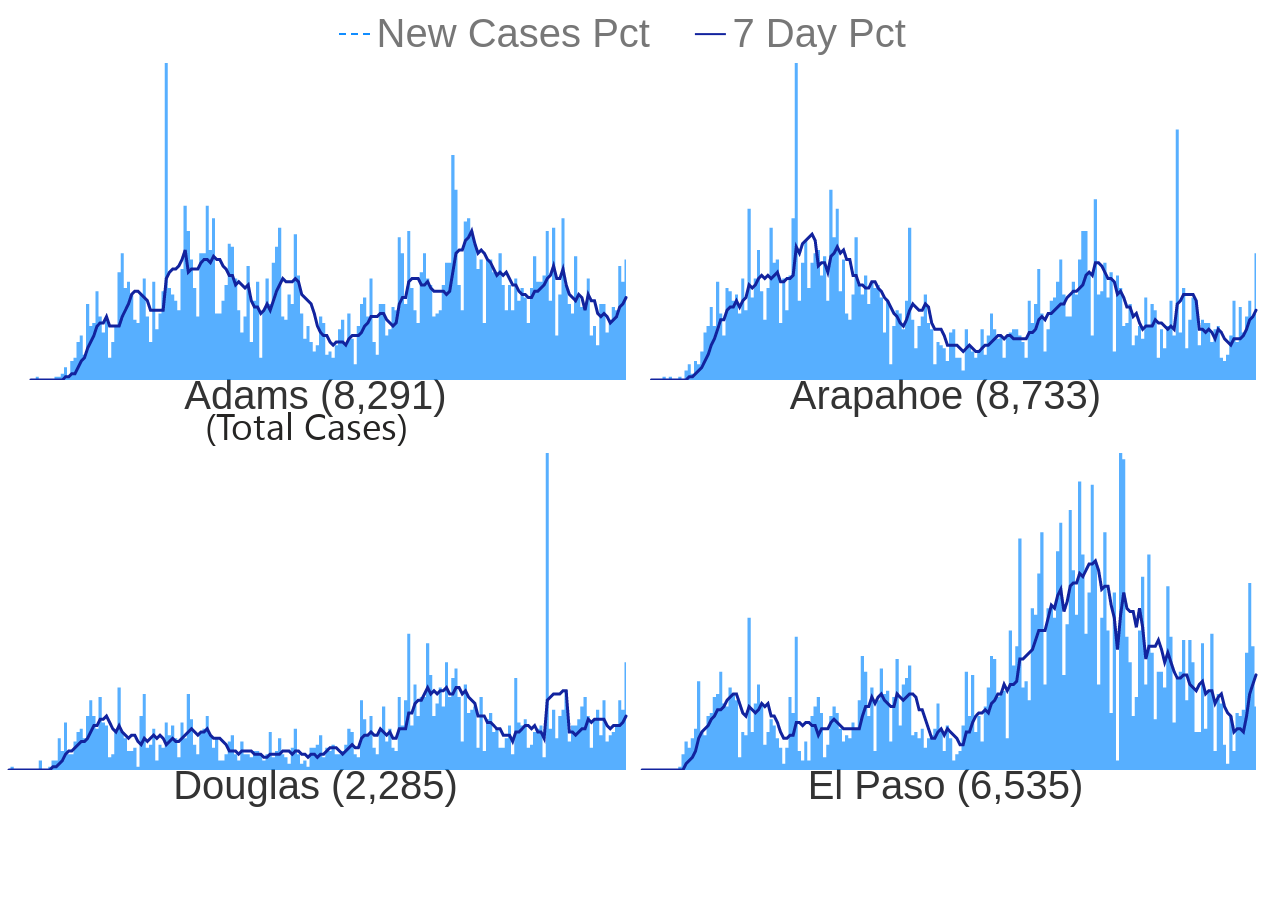 New Cases Pct 7 Day Pct
Adams (8,291) Arapahoe (8,733)
(Total Cases)
Douglas (2,285) El Paso (6,535)